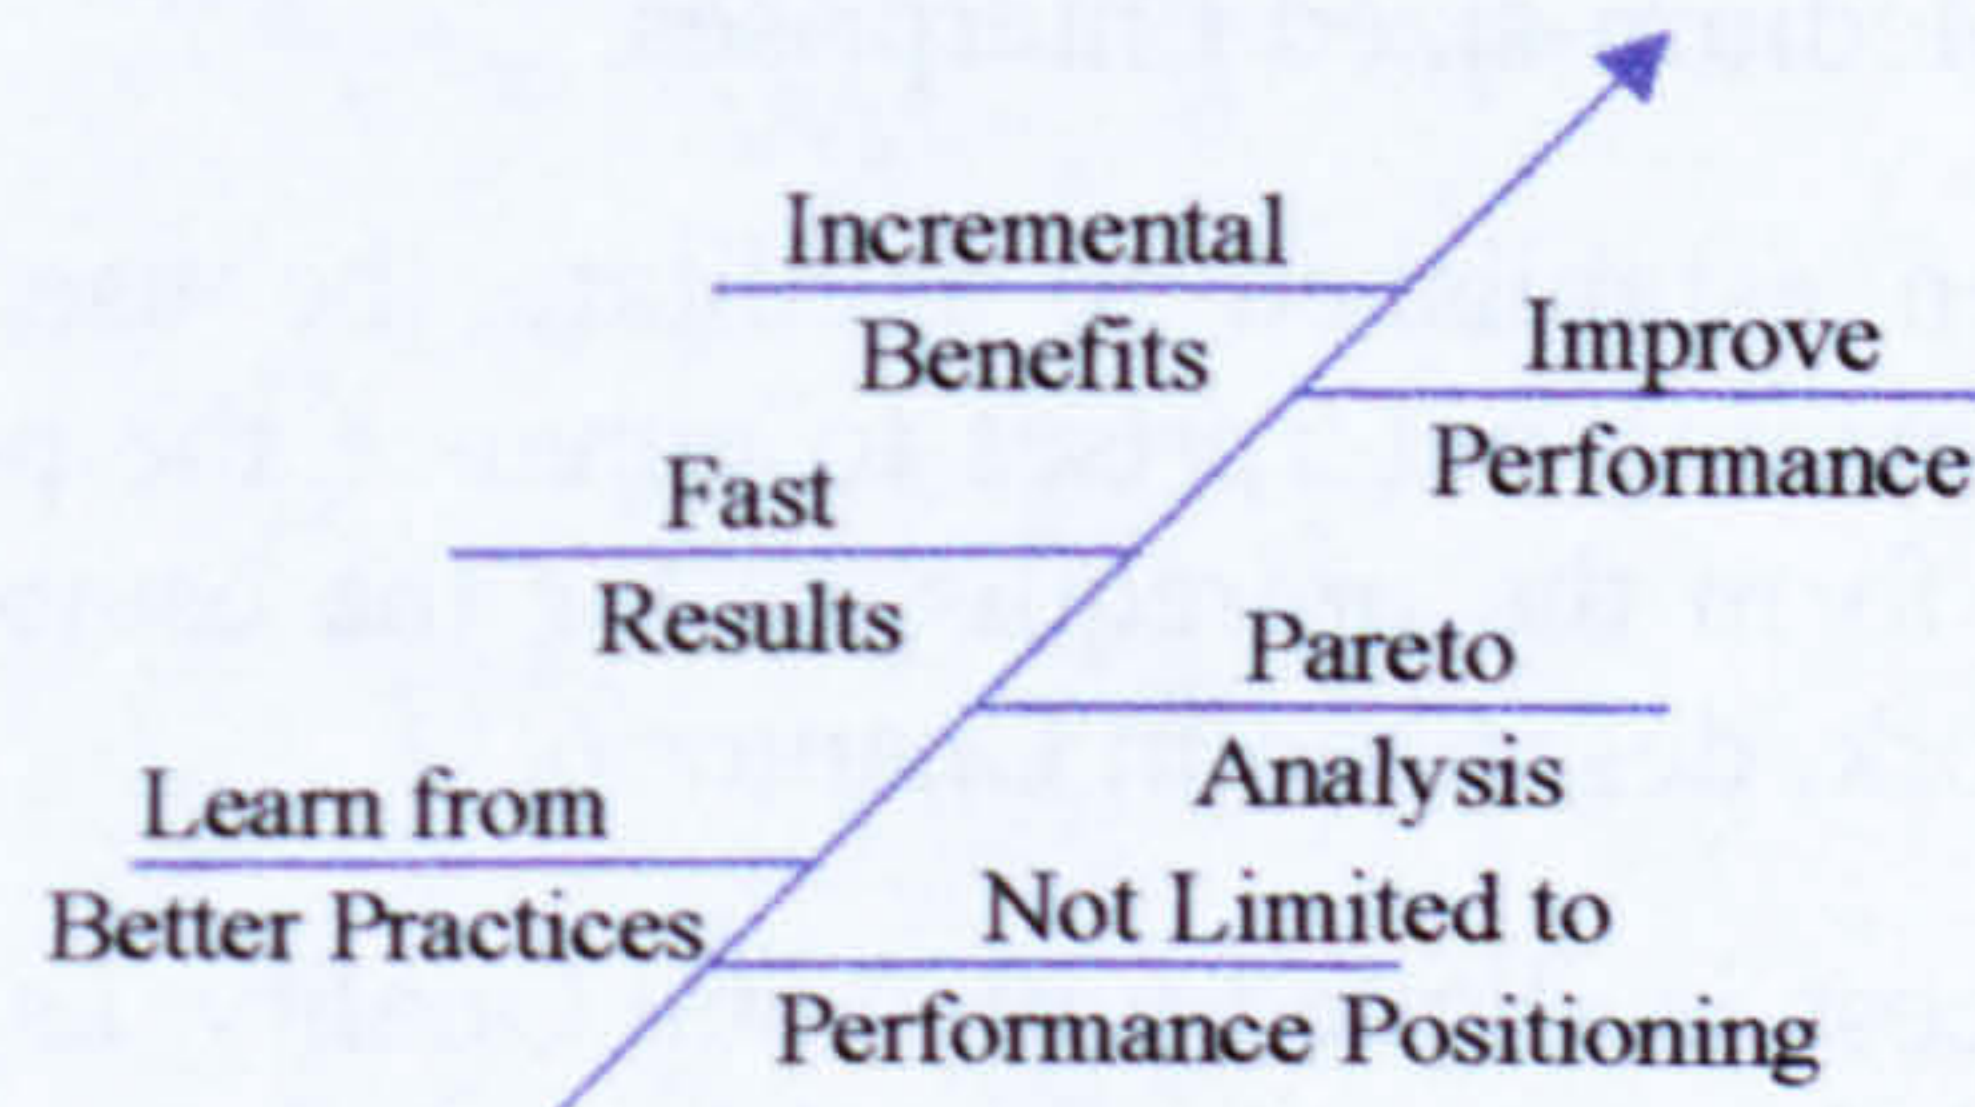 Incremental
Benefits
Improve
Performance
Fast
Results
Pareto
Analysis
Learn from
Better Practices
Not Limited to
Performance Positioning